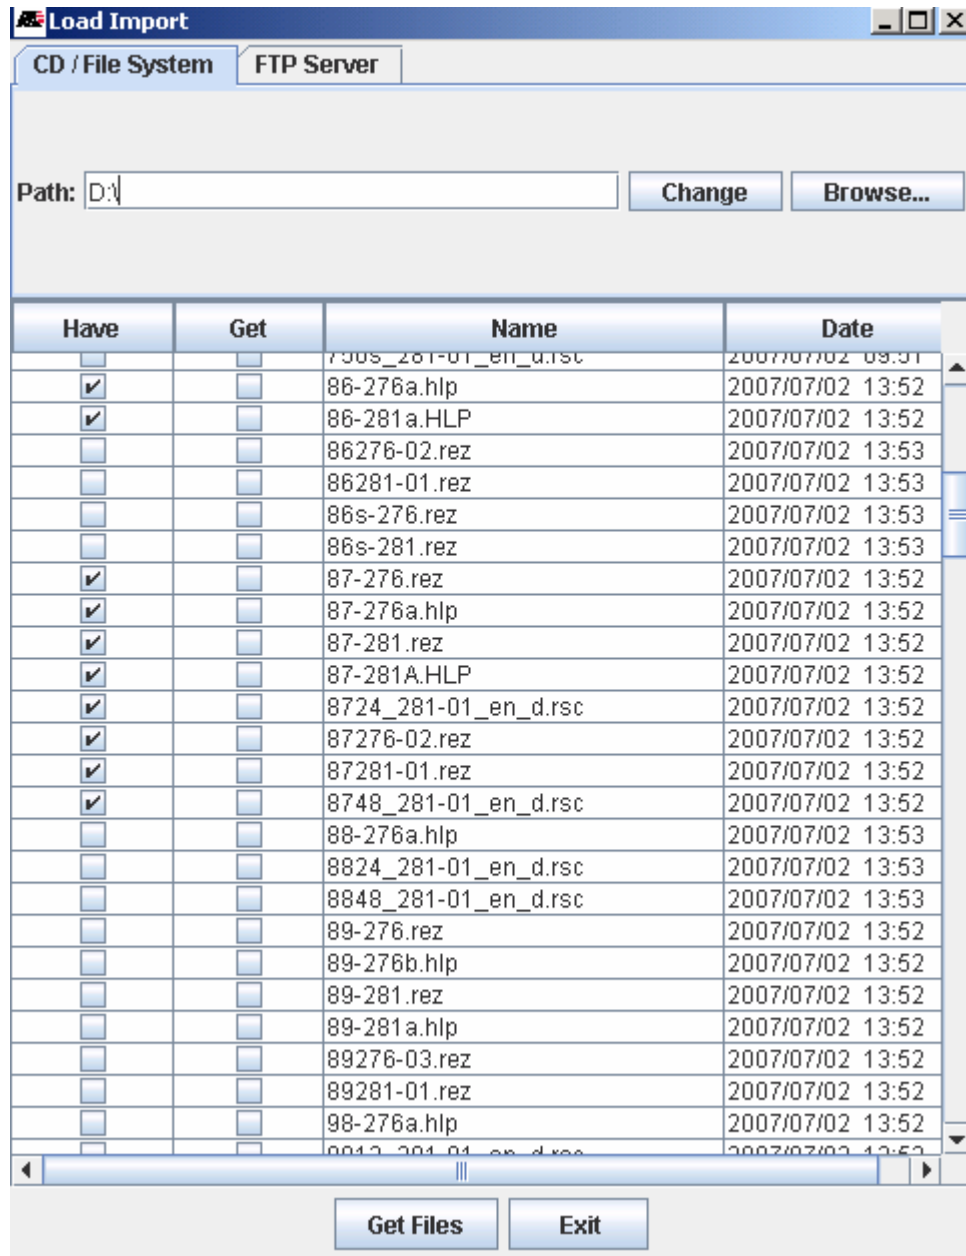 Load Import
CD / File System FTP Server
Path: D:\ Change Browse...
Have Get Name Date
750s_281-01_en_d.rsc 2007/07/02 09:51
86-276a.hlp 2007/07/02 13:52
86-281a.HLP 2007/07/02 13:52
86276-02.rez 2007/07/02 13:53
86281-01.rez 2007/07/02 13:53
86s-276.rez 2007/07/02 13:53
86s-281.rez 2007/07/02 13:53
87-276.rez 2007/07/02 13:52
87-276a.hlp 2007/07/02 13:52
87-281.rez 2007/07/02 13:52
87-281A.HLP 2007/07/02 13:52
8724_281-01_en_d.rsc 2007/07/02 13:52
87276-02.rez 2007/07/02 13:52
87281-01.rez 2007/07/02 13:52
8748_281-01_en_d.rsc 2007/07/02 13:52
88-276a.hlp 2007/07/02 13:53
8824_281-01_en_d.rsc 2007/07/02 13:53
8848_281-01_en_d.rsc 2007/07/02 13:53
89-276.rez 2007/07/02 13:52
89-276b.hlp 2007/07/02 13:52
89-281.rez 2007/07/02 13:52
89-281a.hlp 2007/07/02 13:52
89276-03.rez 2007/07/02 13:52
89281-01.rez 2007/07/02 13:52
98-276a.hlp 2007/07/02 13:52
Get Files Exit